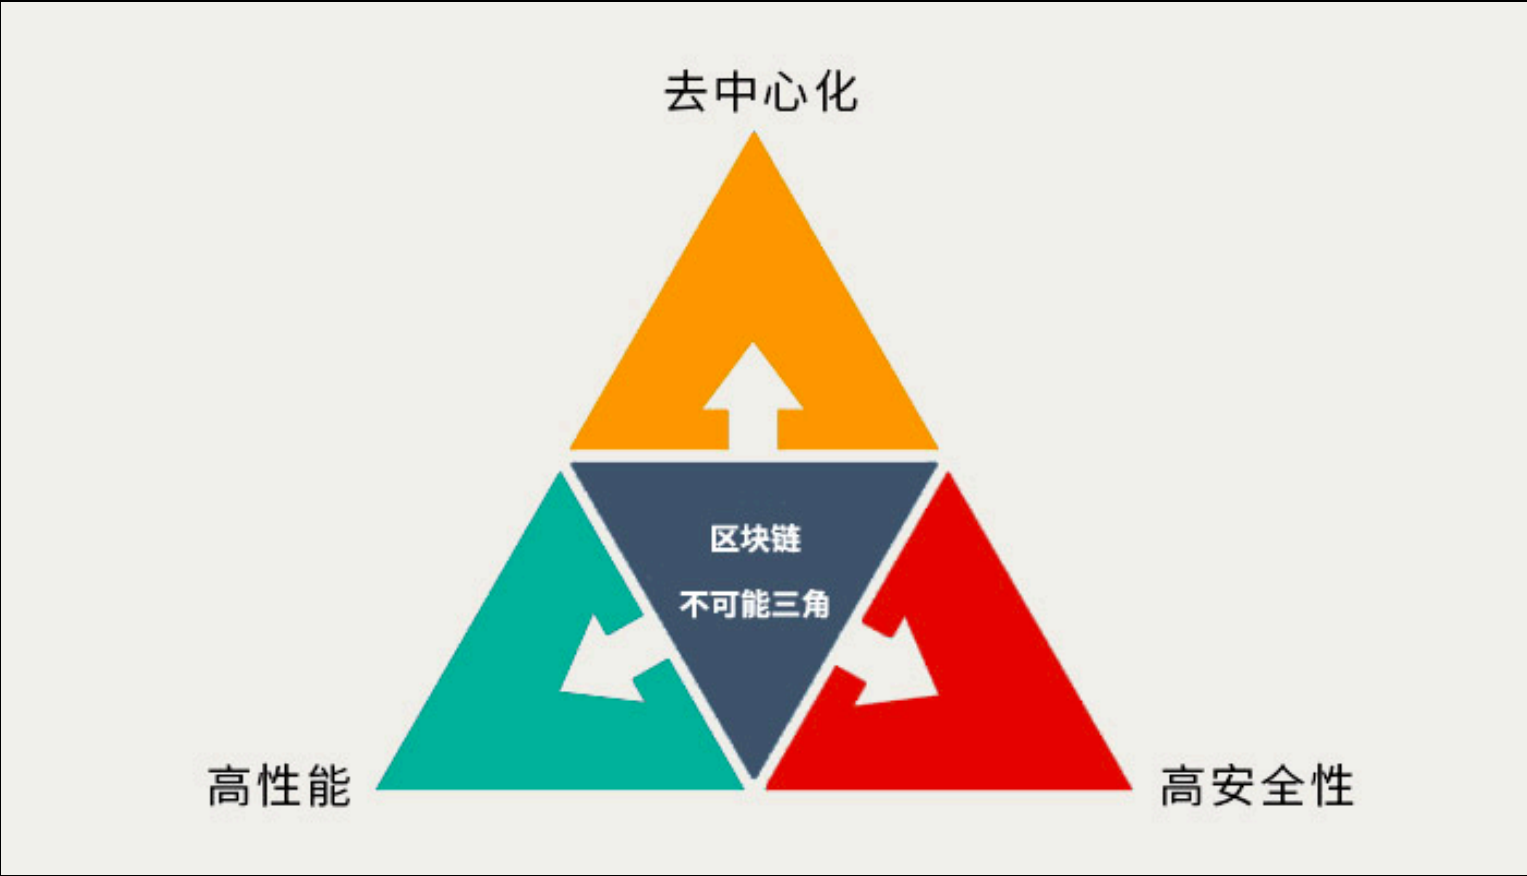 去中心化
区块链
不可能三角
高性能
高安全性